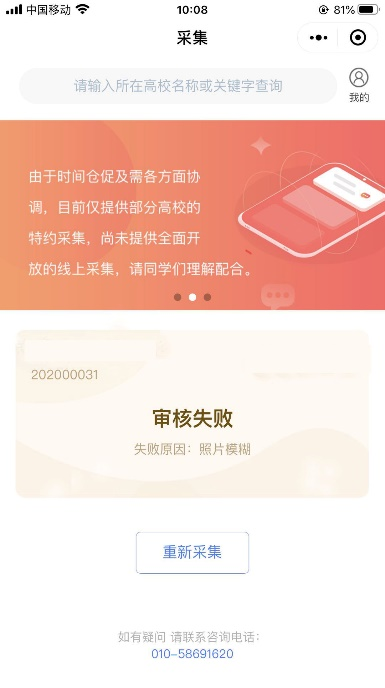 中国移动
10:08
81%
采集
请输入所在高校名称或关键字查询
我的
由于时间仓促及需各方面协
调，目前仅提供部分高校的
特约采集，尚未提供全面开
放的线上采集，请同学们理解配合。
202000031
审核失败
失败原因：照片模糊
重新采集
如有疑问 请联系咨询电话：
010-58691620